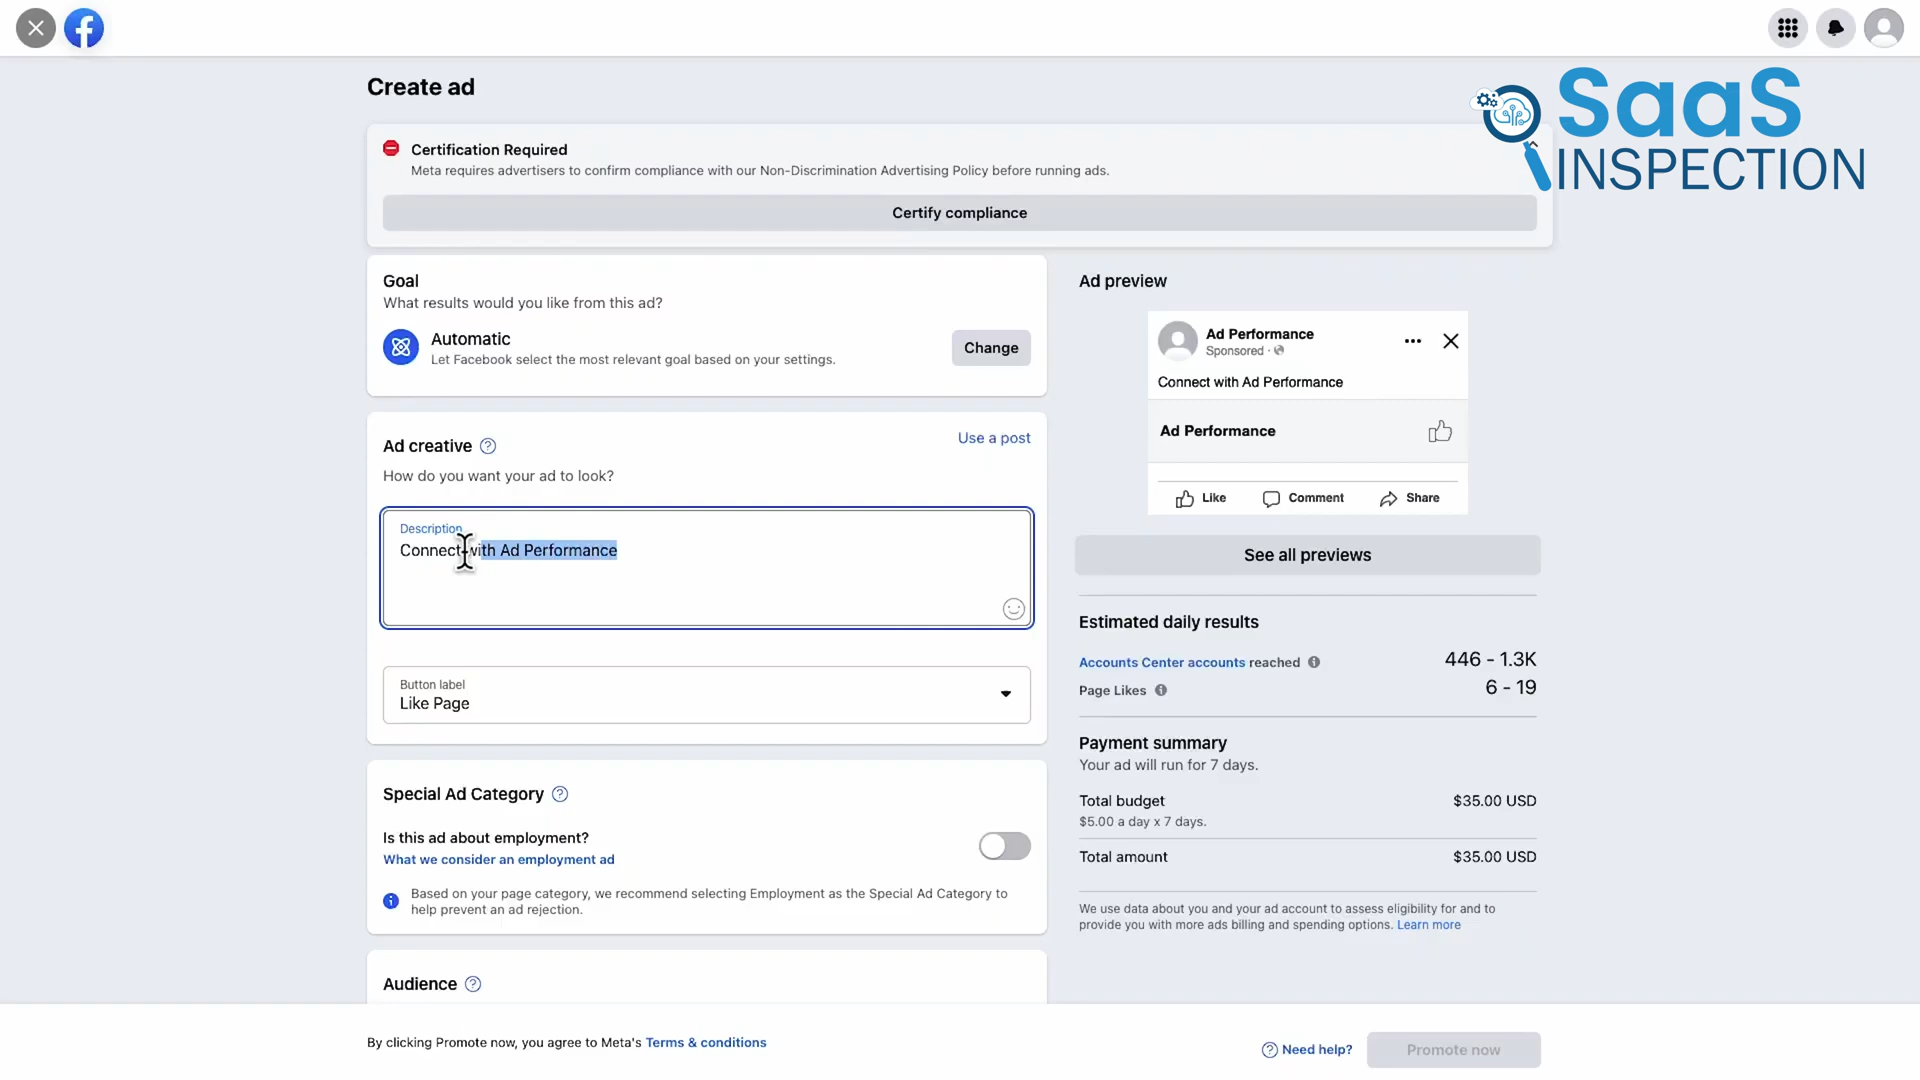 Create ad
SaaS
INSPECTION
Certification Required
Meta requires advertisers to confirm compliance with our Non-Discrimination Advertising Policy before running ads.
Certify compliance
Goal
What results would you like from this ad?
Automatic
Let Facebook select the most relevant goal based on your settings.
Change
Ad creative
Use a post
How do you want your ad to look?
Description
Connect with Ad Performance
Button label
Like Page
Special Ad Category
Is this ad about employment?
What we consider an employment ad
Based on your page category, we recommend selecting Employment as the Special Ad Category to
help prevent an ad rejection.
Audience
Ad preview
Ad Performance
Sponsored ·
Connect with Ad Performance
Ad Performance
Like Comment Share
See all previews
Estimated daily results
Accounts Center accounts reached 446 - 1.3K
Page Likes 6 - 19
Payment summary
Your ad will run for 7 days.
Total budget $35.00 USD
$5.00 a day x 7 days.
Total amount $35.00 USD
We use data about you and your ad account to assess eligibility for and to
provide you with more ads billing and spending options. Learn more
By clicking Promote now, you agree to Meta's Terms & conditions
Need help?
Promote now